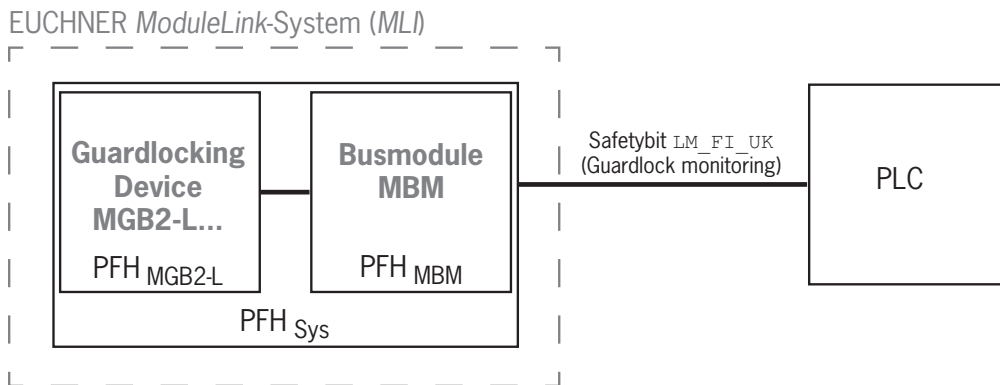 EUCHNER ModuleLink-System (MLI)
Guardlocking
Device
MGB2-L...
PFH MGB2-L
Busmodule
MBM
PFH MBM
PFH Sys
Safetybit LM_FI_UK
(Guardlock monitoring)
PLC